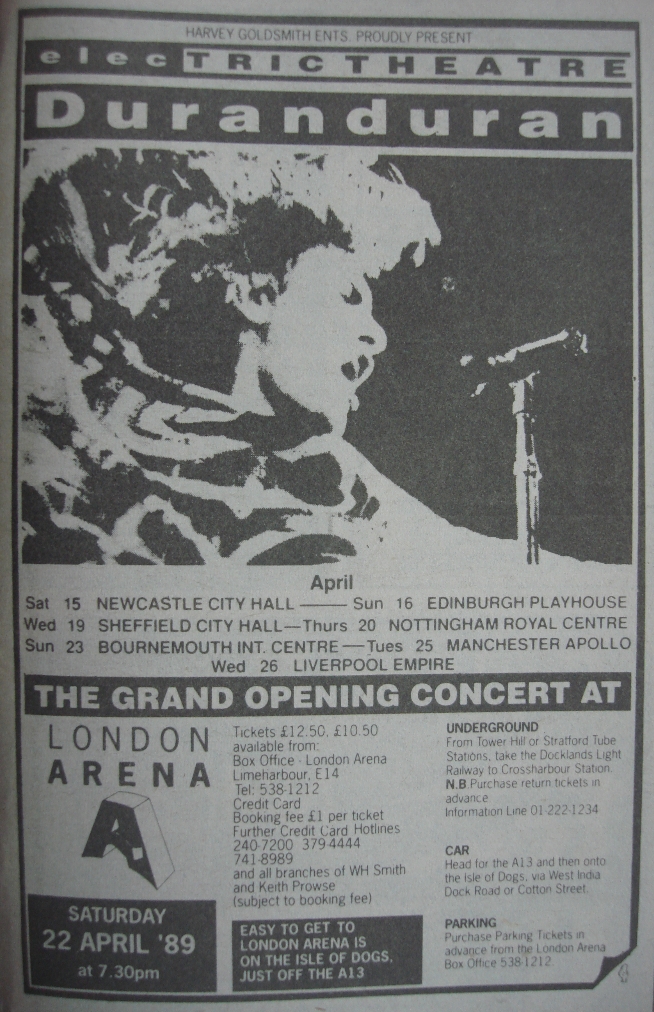 HARVEY GOLDSMITH ENTS. PROUDLY PRESENT
elecTRICTHEATRE
Duranduran
April
Sat 15 NEWCASTLE CITY HALL —— Sun 16 EDINBURGH PLAYHOUSE
Wed 19 SHEFFIELD CITY HALL—Thurs 20 NOTTINGHAM ROYAL CENTRE
Sun 23 BOURNEMOUTH INT. CENTRE—Tues 25 MANCHESTER APOLLO
Wed 26 LIVERPOOL EMPIRE
THE GRAND OPENING CONCERT AT
LONDON
ARENA
A
SATURDAY
22 APRIL '89
at 7.30pm
Tickets £12.50, £10.50
available from:
Box Office - London Arena
Limeharbour, E14
Tel: 538-1212
Credit Card
Booking fee £1 per ticket
Further Credit Card Hotlines
240-7200 379-4444
741-8989
and all branches of WH Smith
and Keith Prowse
(subject to booking fee)
EASY TO GET TO
LONDON ARENA IS
ON THE ISLE OF DOGS,
JUST OFF THE A13
UNDERGROUND
From Tower Hill or Stratford Tube
Stations, take the Docklands Light
Railway to Crossharbour Station.
N.B. Purchase return tickets in
advance
Information Line 01-222-1234
CAR
Head for the A13 and then onto
the Isle of Dogs, via West India
Dock Road or Cotton Street.
PARKING
Purchase Parking Tickets in
advance from the London Arena
Box Office 538-1212.